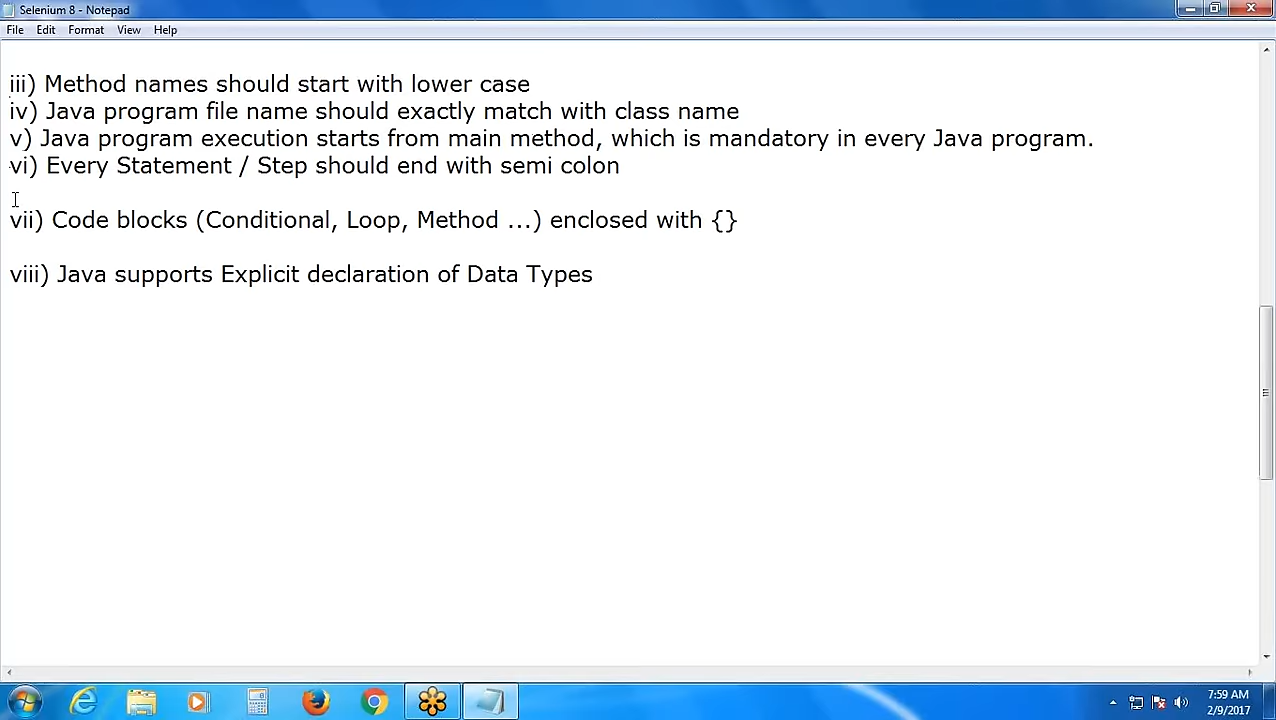 Selenium 8 - Notepad
File Edit Format View Help
iii) Method names should start with lower case
iv) Java program file name should exactly match with class name
v) Java program execution starts from main method, which is mandatory in every Java program.
vi) Every Statement / Step should end with semi colon
vii) Code blocks (Conditional, Loop, Method ...) enclosed with {}
viii) Java supports Explicit declaration of Data Types
7:59 AM
2/9/2017